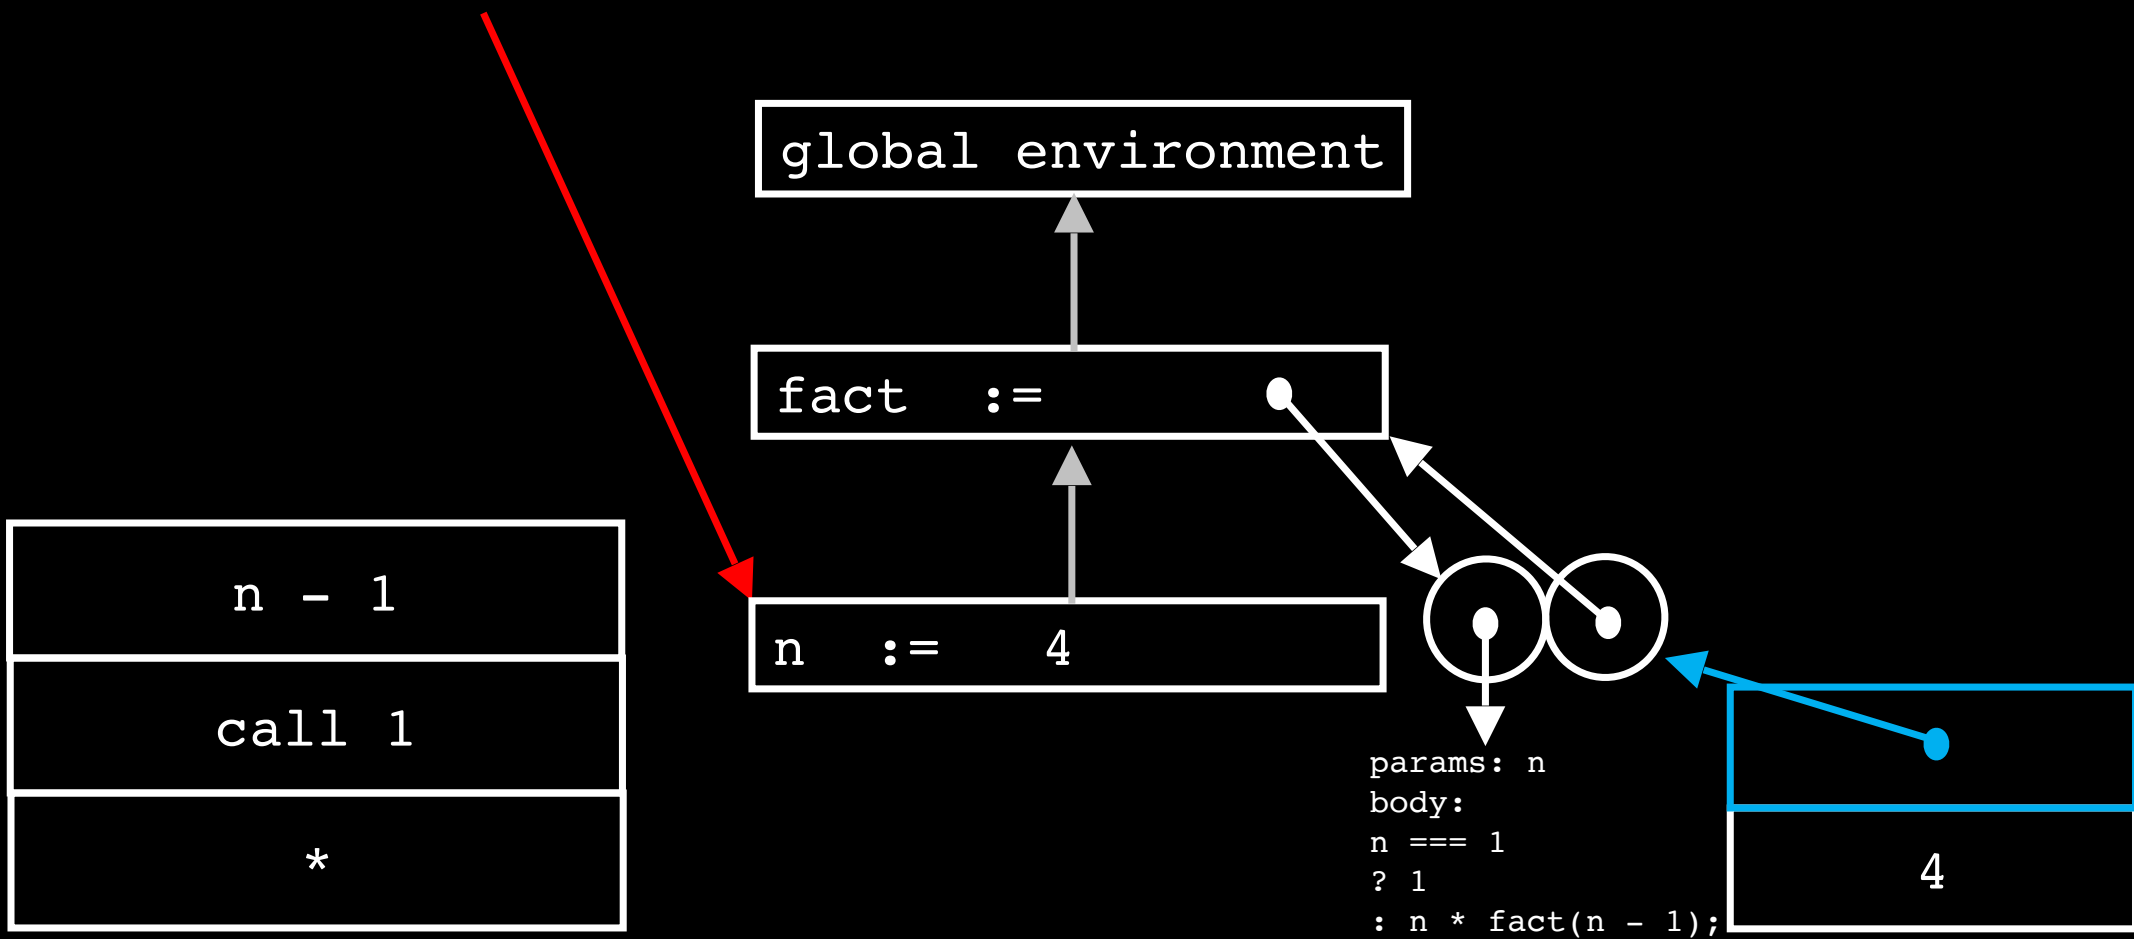 global environment
fact :=
n - 1
n := 4
call 1
params: n
body:
n === 1
? 1
: n * fact(n - 1);
*
4